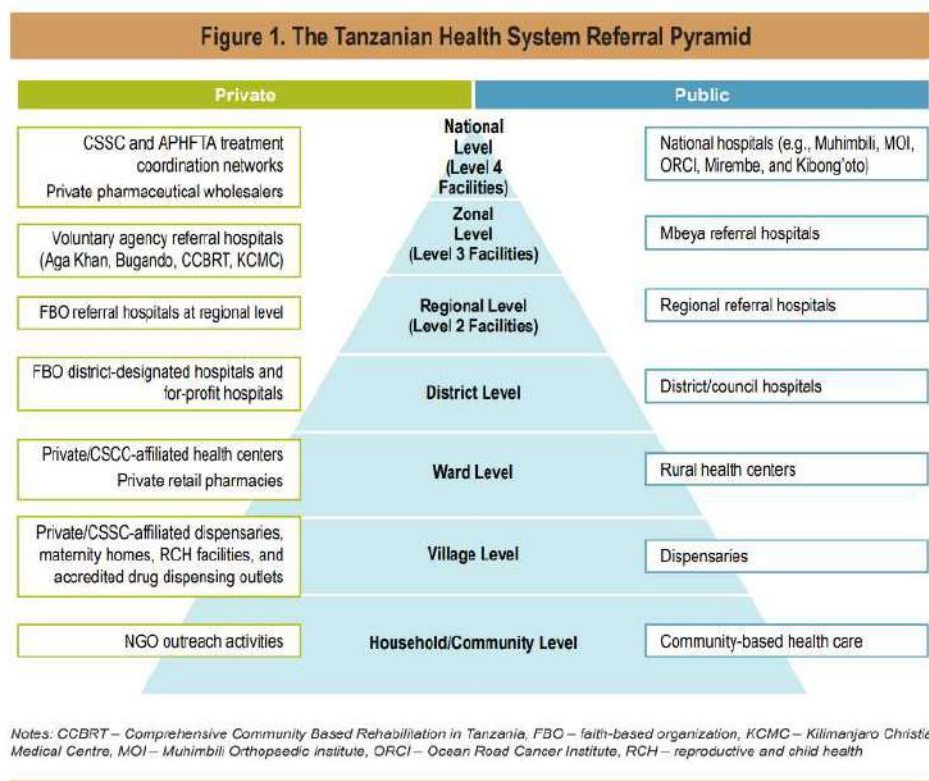 Figure 1. The Tanzanian Health System Referral Pyramid
Private
Public
CSSC and APHFTA treatment
coordination networks
Private pharmaceutical wholesalers
National
Level
(Level 4
Facilities)
National hospitals (e.g., Muhimbili, MOI,
ORCI, Mirembe, and Kibong'oto)
Voluntary agency referral hospitals
(Aga Khan, Bugando, CCBRT, KCMC)
Zonal
Level
(Level 3 Facilities)
Mbeya referral hospitals
FBO referral hospitals at regional level
Regional Level
(Level 2 Facilities)
Regional referral hospitals
FBO district-designated hospitals and
for-profit hospitals
District Level
District/council hospitals
Private/CSCC-affiliated health centers
Private retail pharmacies
Ward Level
Rural health centers
Private/CSSC-affiliated dispensaries,
maternity homes, RCH facilities, and
accredited drug dispensing outlets
Village Level
Dispensaries
NGO outreach activities
Household/Community Level
Community-based health care
Notes: CCBRT – Comprehensive Community Based Rehabilitation in Tanzania, FBO – faith-based organization, KCMC – Kilimanjaro Christia
Medical Centre, MOI – Muhimbili Orthopaedic Institute, ORCI – Ocean Road Cancer Institute, RCH – reproductive and child health